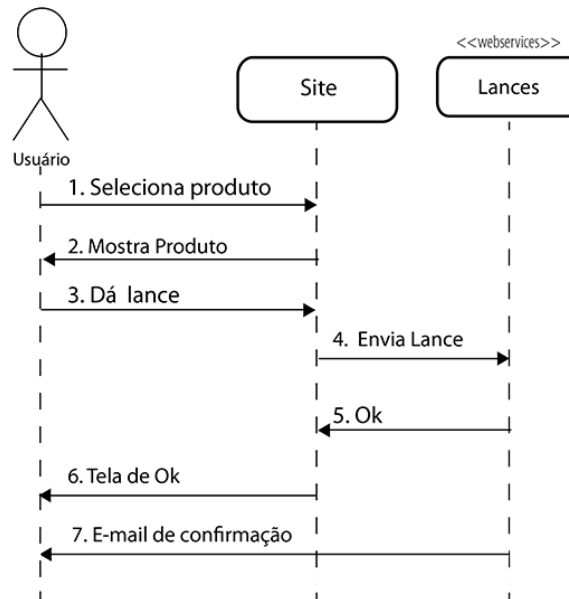 <<webservices>>
Site
Lances
Usuário
1. Seleciona produto
2. Mostra Produto
3. Dá lance
4. Envia Lance
5. Ok
6. Tela de Ok
7. E-mail de confirmação